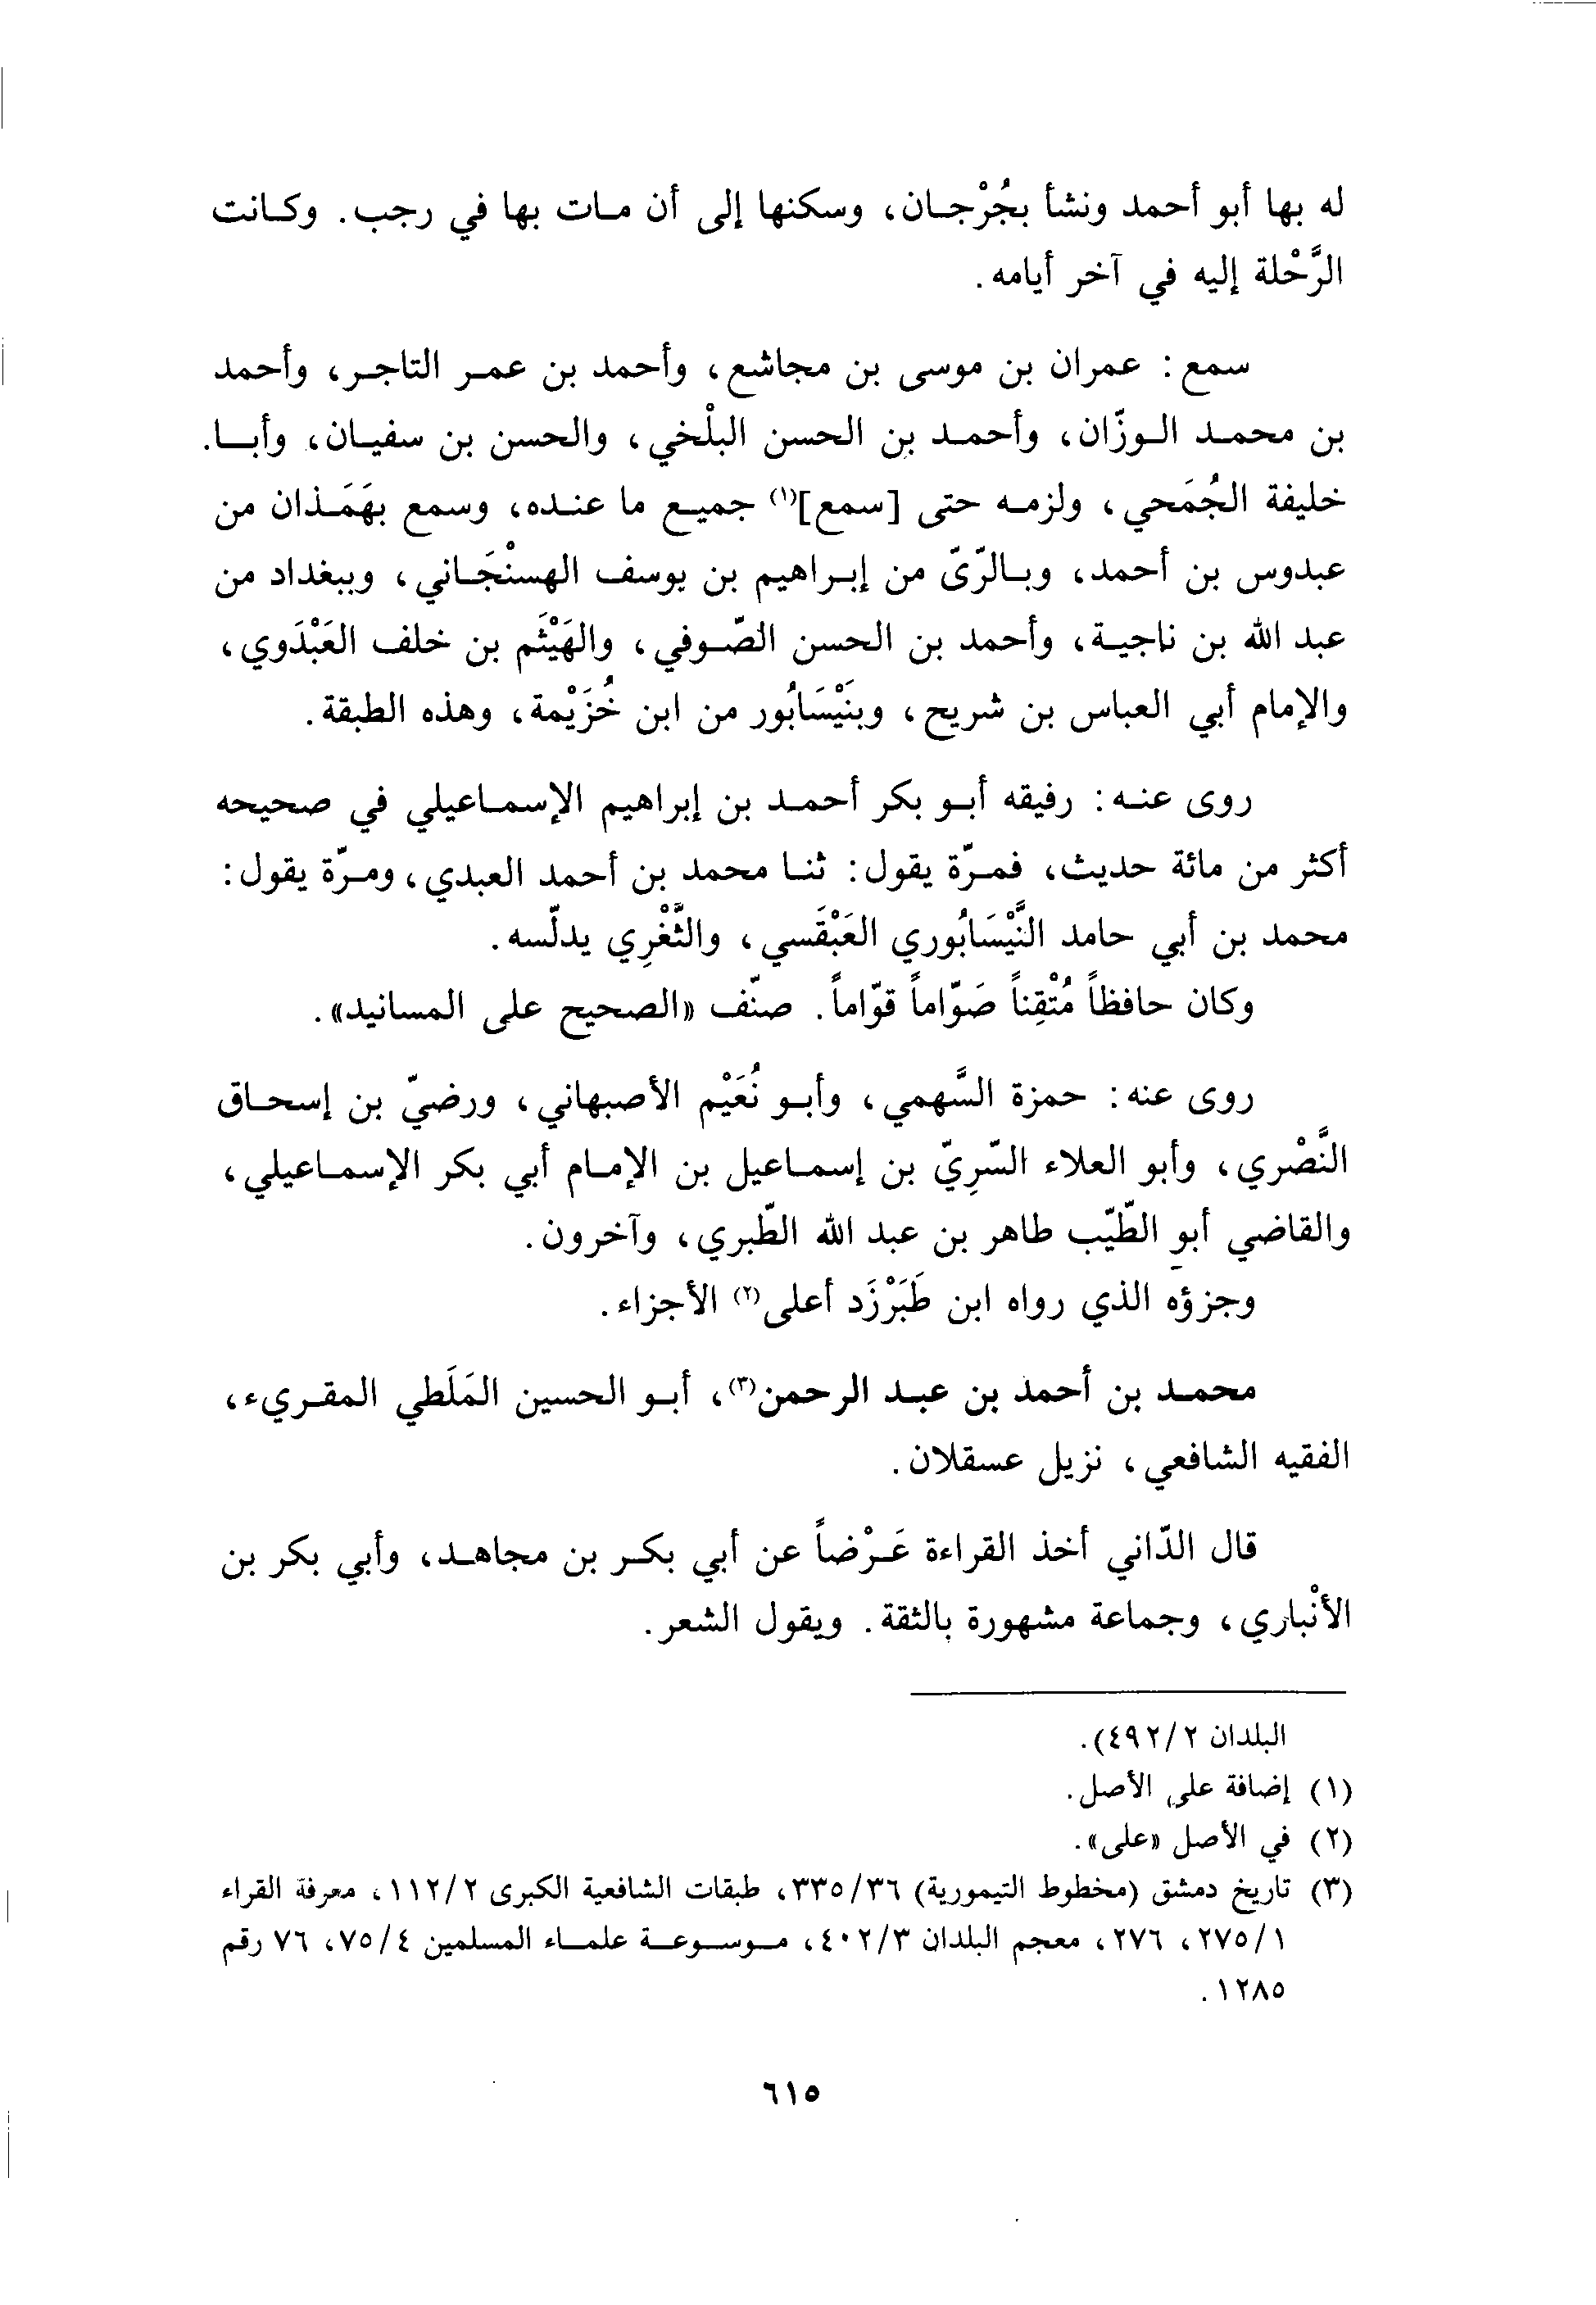 له بها أبو أحمد ونشأ بجُرْجان، وسكنها إلى أن مات بها في رجب. وكانت
الرَّحْلة إليه في آخر أيامه.
سمع: عمران بن موسى بن مجاشع، وأحمد بن عمر التاجر، وأحمد
بن محمد الوزّان، وأحمد بن الحسن البلْخي، والحسن بن سفيان، وأبا.
خليفة الجُمَحي، ولزمه حتى [سمع](١) جميع ما عنده، وسمع بهَمَذان من
عبدوس بن أحمد، وبالرّيّ من إبراهيم بن يوسف الهسنْجَاني، وببغداد من
عبد الله بن ناجية، وأحمد بن الحسن الصّوفي، والهَيْثَم بن خلف العَبْدَوي،
والإمام أبي العباس بن شريح، وبنَيْسَابُور من ابن خُزَيْمة، وهذه الطبقة.
روى عنه: رفيقه أبو بكر أحمد بن إبراهيم الإسماعيلي في صحيحه
أكثر من مائة حديث، فمرّة يقول: ثنا محمد بن أحمد العبدي، ومرّة يقول:
محمد بن أبي حامد النَّيْسَابُوري العَبْقَسي، والثَّغْرِي يدلّسه.
وكان حافظاً مُتْقِناً صَوّاماً قوّاماً. صنّف «الصحيح على المسانيد».
روى عنه: حمزة السَّهمي، وأبو نُعَيْم الأصبهاني، ورضيّ بن إسحاق
النَّصْري، وأبو العلاء السّرِيّ بن إسماعيل بن الإمام أبي بكر الإسماعيلي،
والقاضي أبو الطّيّب طاهر بن عبد الله الطّبري، وآخرون.
وجزؤه الذي رواه ابن طَبَرْزَد أعلى(٢) الأجزاء.
محمد بن أحمد بن عبد الرحمن(٣)، أبو الحسين المَلَطي المقريء،
الفقيه الشافعي، نزيل عسقلان.
قال الدّاني أخذ القراءة عَرْضاً عن أبي بكر بن مجاهد، وأبي بكر بن
الأنْباري، وجماعة مشهورة بالثقة. ويقول الشعر.
البلدان ٤٩٢/٢).
(١) إضافة على الأصل.
(٢) في الأصل «على».
(٣) تاريخ دمشق (مخطوط التيمورية) ٣٣٥/٣٦، طبقات الشافعية الكبرى ١١٢/٢، معرفة القراء
٢٧٥/١، ٢٧٦، معجم البلدان ٤٠٢/٣، موسوعة علماء المسلمين ٧٥/٤، ٧٦ رقم
١٢٨٥.
٦١٥